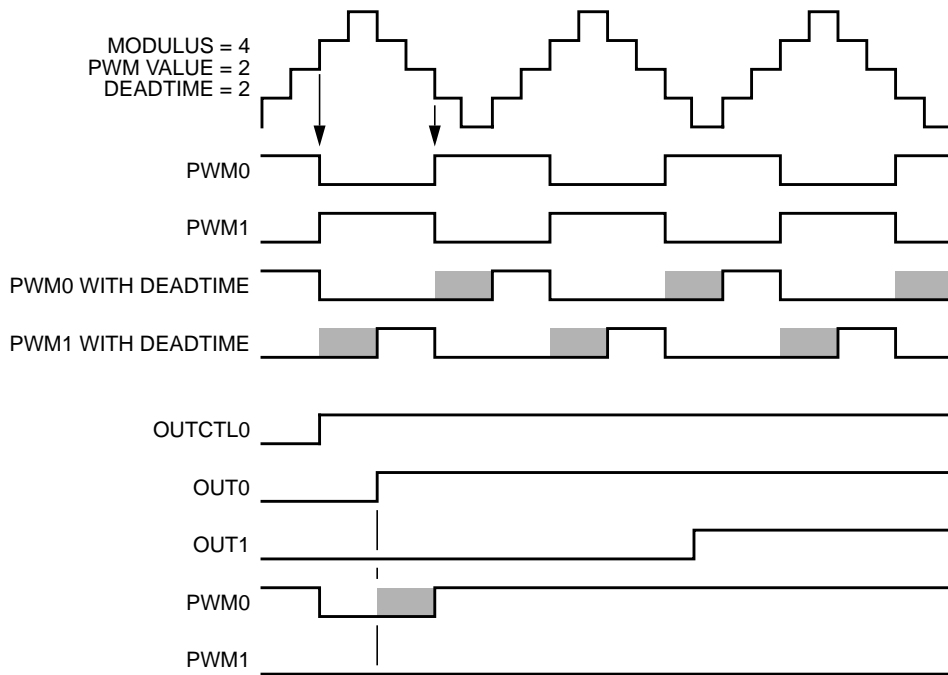 MODULUS = 4
PWM VALUE = 2
DEADTIME = 2
PWM0
PWM1
PWM0 WITH DEADTIME
PWM1 WITH DEADTIME
OUTCTL0
OUT0
OUT1
PWM0
PWM1